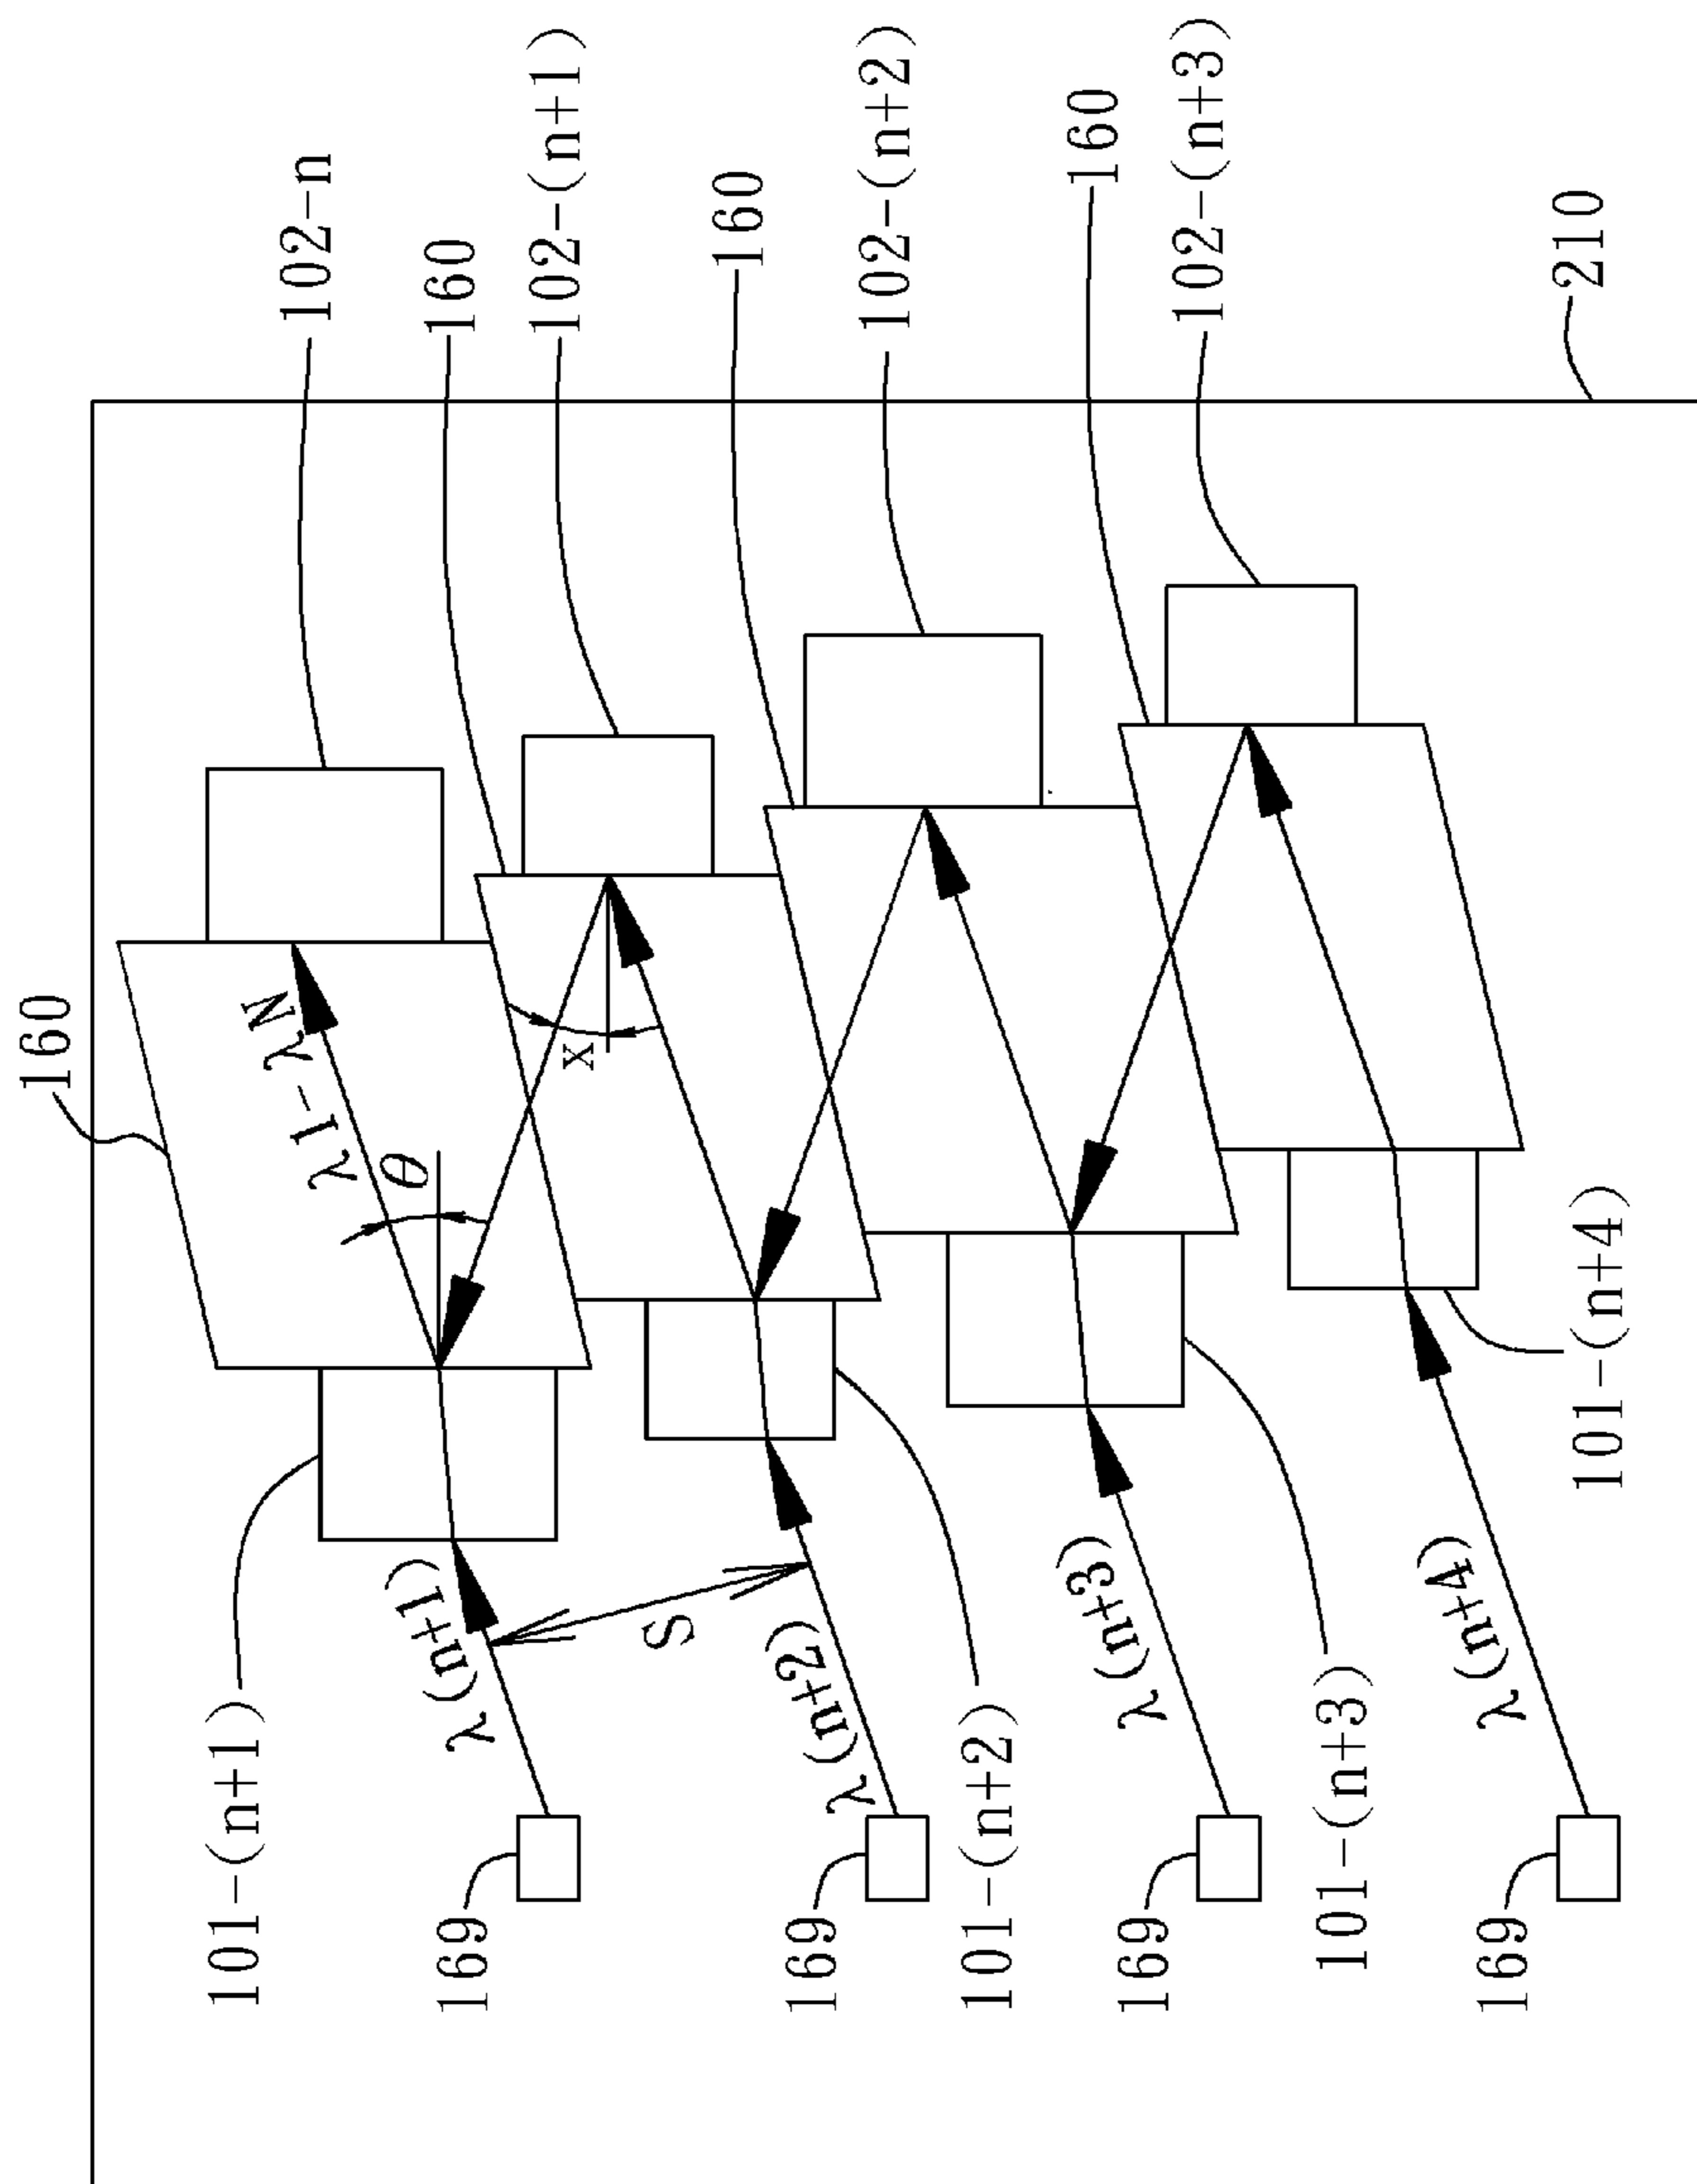 160
102-n
160
102-(n+1)
160
102-(n+2)
160
102-(n+3)
210
λ1-λM
θ
x
101-(n+1)
λ(n+1)
S
λ(n+2)
λ(n+3)
λ(n+4)
101-(n+4)
169
169
101-(n+2)
169
101-(n+3)
169